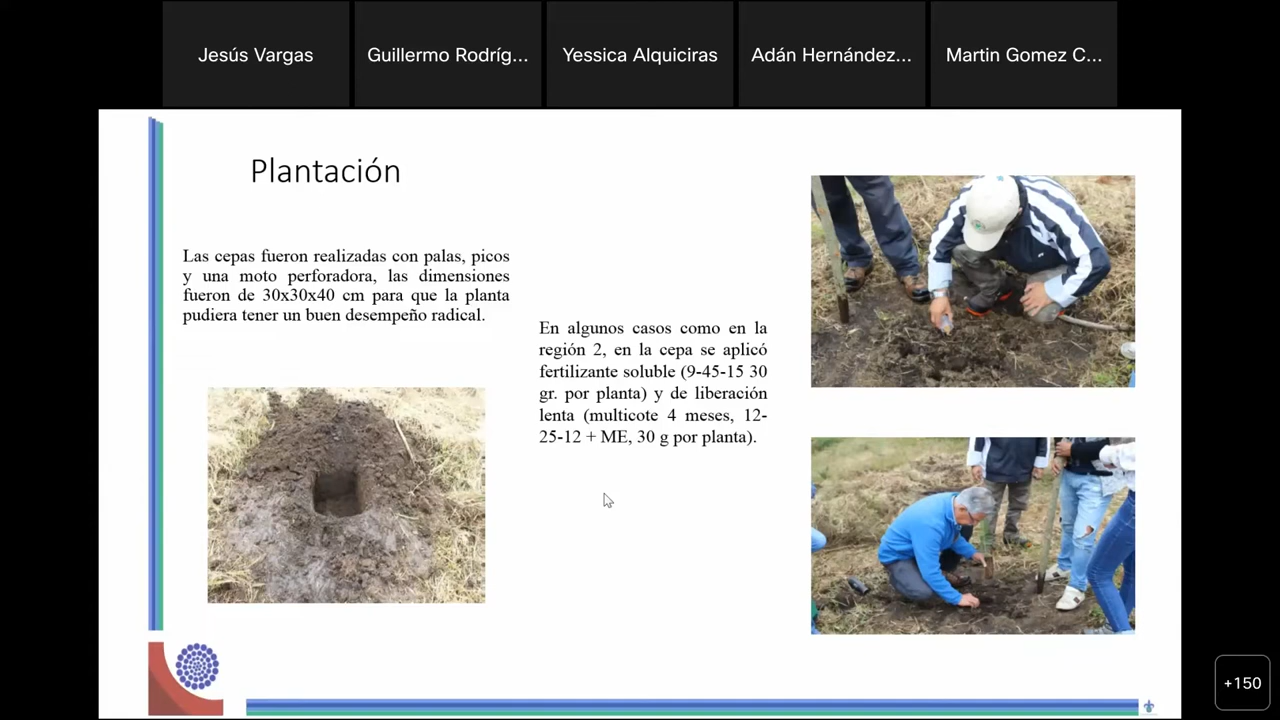 Jesús Vargas
Guillermo Rodríg...
Yessica Alquiciras
Adán Hernández...
Martin Gomez C...
Plantación
Las cepas fueron realizadas con palas, picos
y una moto perforadora, las dimensiones
fueron de 30x30x40 cm para que la planta
pudiera tener un buen desempeño radical.
En algunos casos como en la
región 2, en la cepa se aplicó
fertilizante soluble (9-45-15 30
gr. por planta) y de liberación
lenta (multicote 4 meses, 12-
25-12 + ME, 30 g por planta).
+150